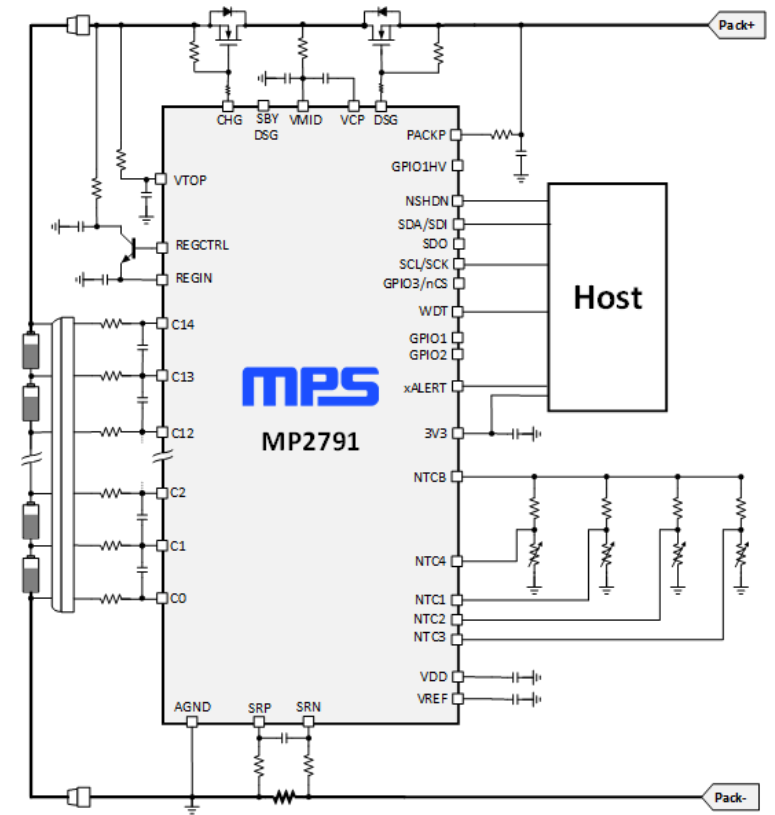 Pack+
CHG
SBY
DSG
VMID
VCP
DSG
PACKP
GPIO1HV
VTOP
NSHDN
SDA/SDI
SDO
REGCTRL
SCL/SCK
REGIN
GPIO3/nCS
Host
WDT
C14
GPIO1
GPIO2
C13
mps
xALERT
C12
MP2791
3V3
NTCB
C2
C1
NTC4
C0
NTC1
NTC2
NTC3
VDD
VREF
AGND
SRP
SRN
Pack-